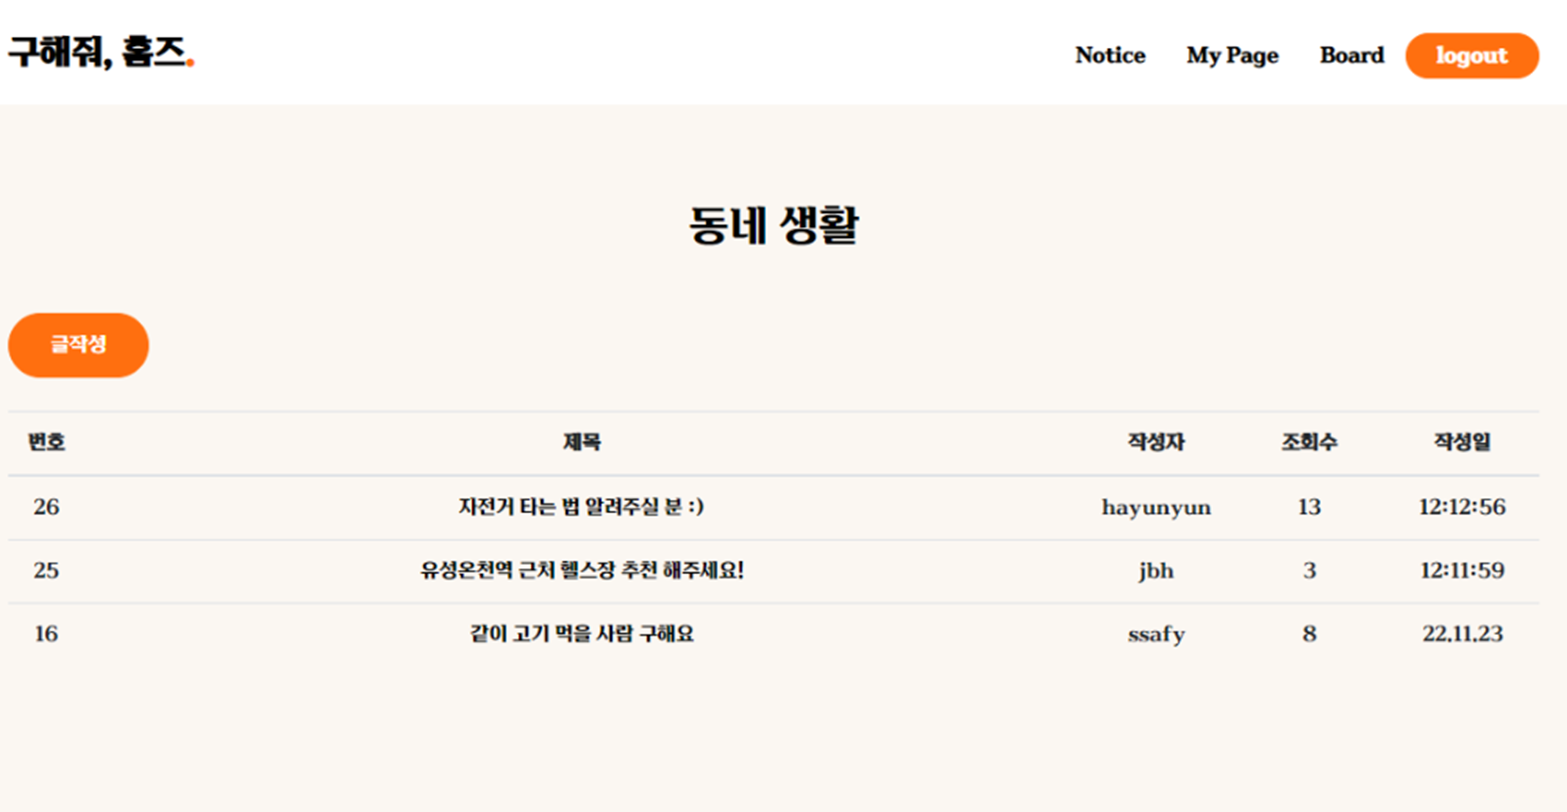 구해줘, 홈즈.
Notice My Page Board logout
동네 생활
글작성
번호 제목 작성자 조회수 작성일
26 자전거 타는 법 알려주실 분 :) hayunyun 13 12:12:56
25 유성온천역 근처 헬스장 추천 해주세요! jbh 3 12:11:59
16 같이 고기 먹을 사람 구해요 ssafy 8 22.11.23